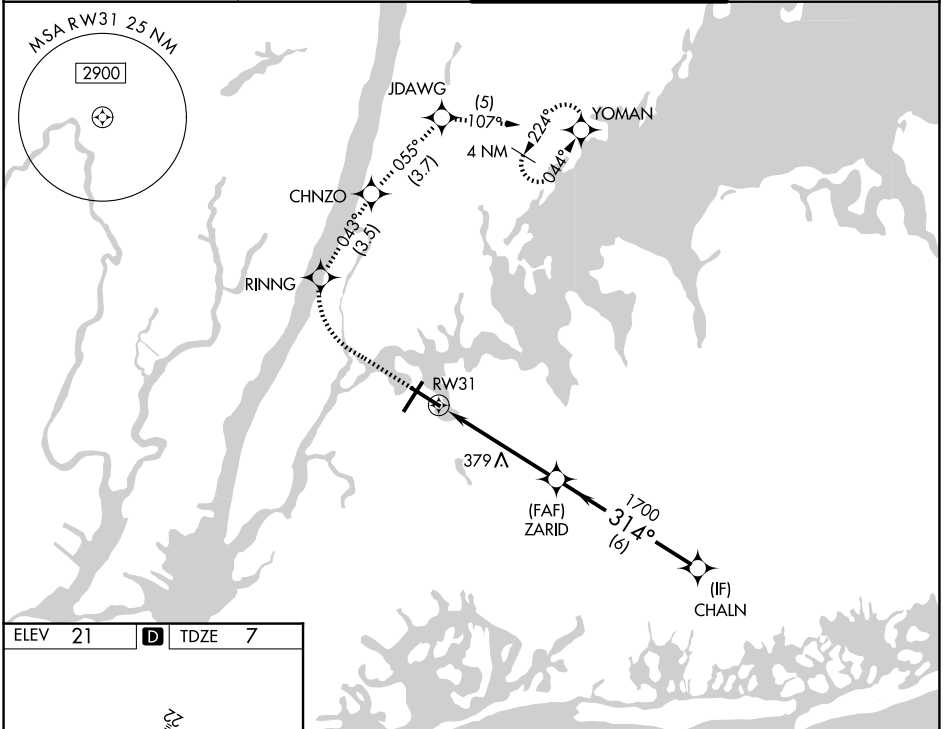 MSA RW31 25 NM
2900
JDAWG
(5)
107°
YOMAN
224°
4 NM
044°
055°
(3.7)
CHNZO
043°
(3.5)
RINNG
RW31
379
(FAF)
ZARID
1700
314°
(6)
(IF)
CHALN
ELEV 21 D TDZE 7
22